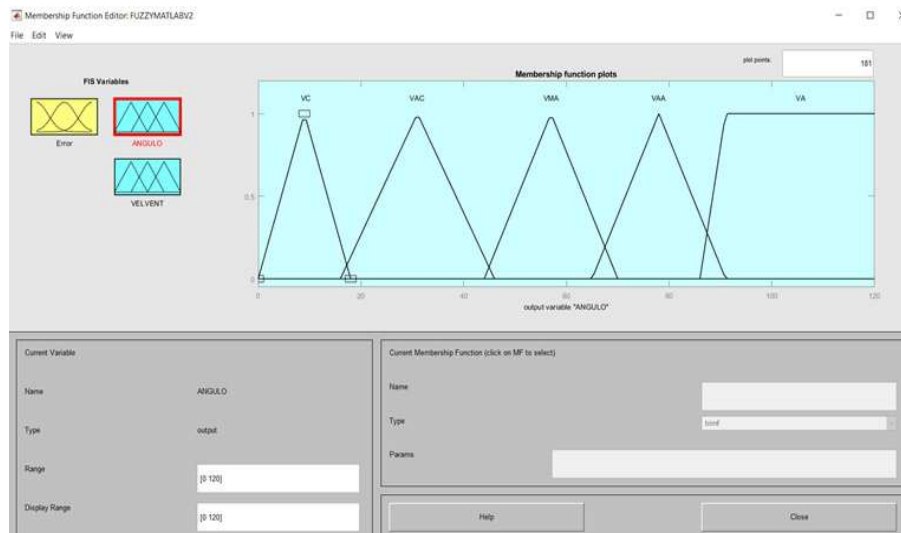 Membership Function Editor: FUZZYMATLABV2
File Edit View
FIS Variables
Error
ANGULO
VELVENT
plot points:
181
Membership function plots
VC VAC VMA VAA VA
1
0.5
0
0 20 40 60 80 100 120
output variable "ANGULO"
Current Variable
Name ANGULO
Type output
Range [0 120]
Display Range [0 120]
Current Membership Function (click on MF to select)
Name
Type trimf
Params
Help Close